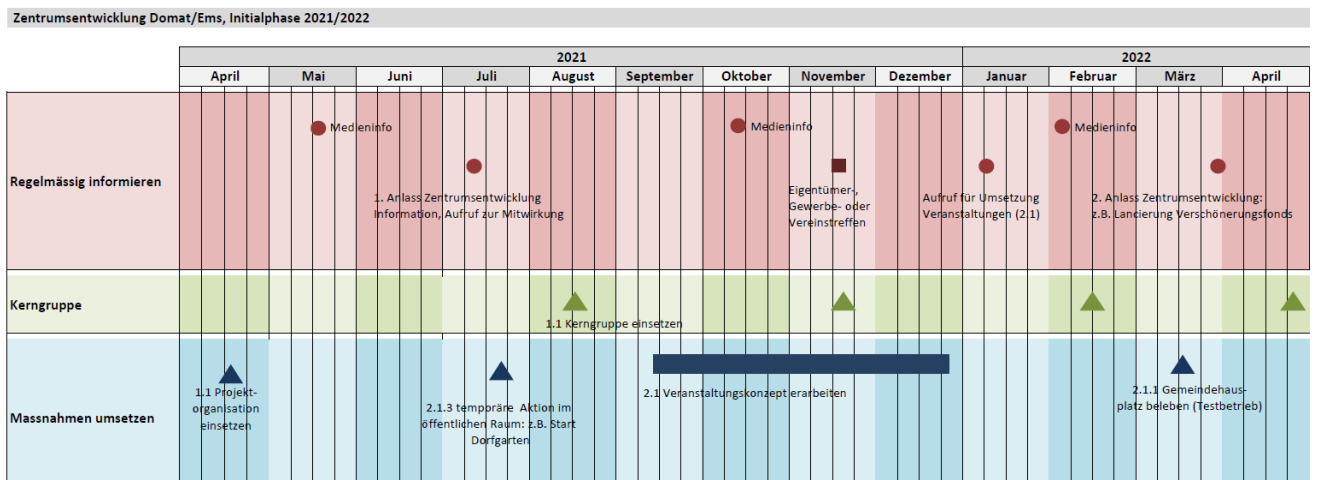 Zentrumsentwicklung Domat/Ems, Initialphase 2021/2022
2021 2022
April Mai Juni Juli August September Oktober November Dezember Januar Februar März April
Regelmässig informieren
Medieninfo
Medieninfo
Medieninfo
1. Anlass Zentrumsentwicklung
Information, Aufruf zur Mitwirkung
Eigentümer-,
Gewerbe- oder
Vereinstreffen
Aufruf für Umsetzung
Veranstaltungen (2.1)
2. Anlass Zentrumsentwicklung:
z.B. Lancierung Verschönerungsfonds
Kerngruppe
1.1 Kerngruppe einsetzen
Massnahmen umsetzen
1.1 Projekt-
organisation
einsetzen
2.1.3 temporäre Aktion im
öffentlichen Raum: z.B. Start
Dorfgarten
2.1 Veranstaltungskonzept erarbeiten
2.1.1 Gemeindehaus-
platz beleben (Testbetrieb)